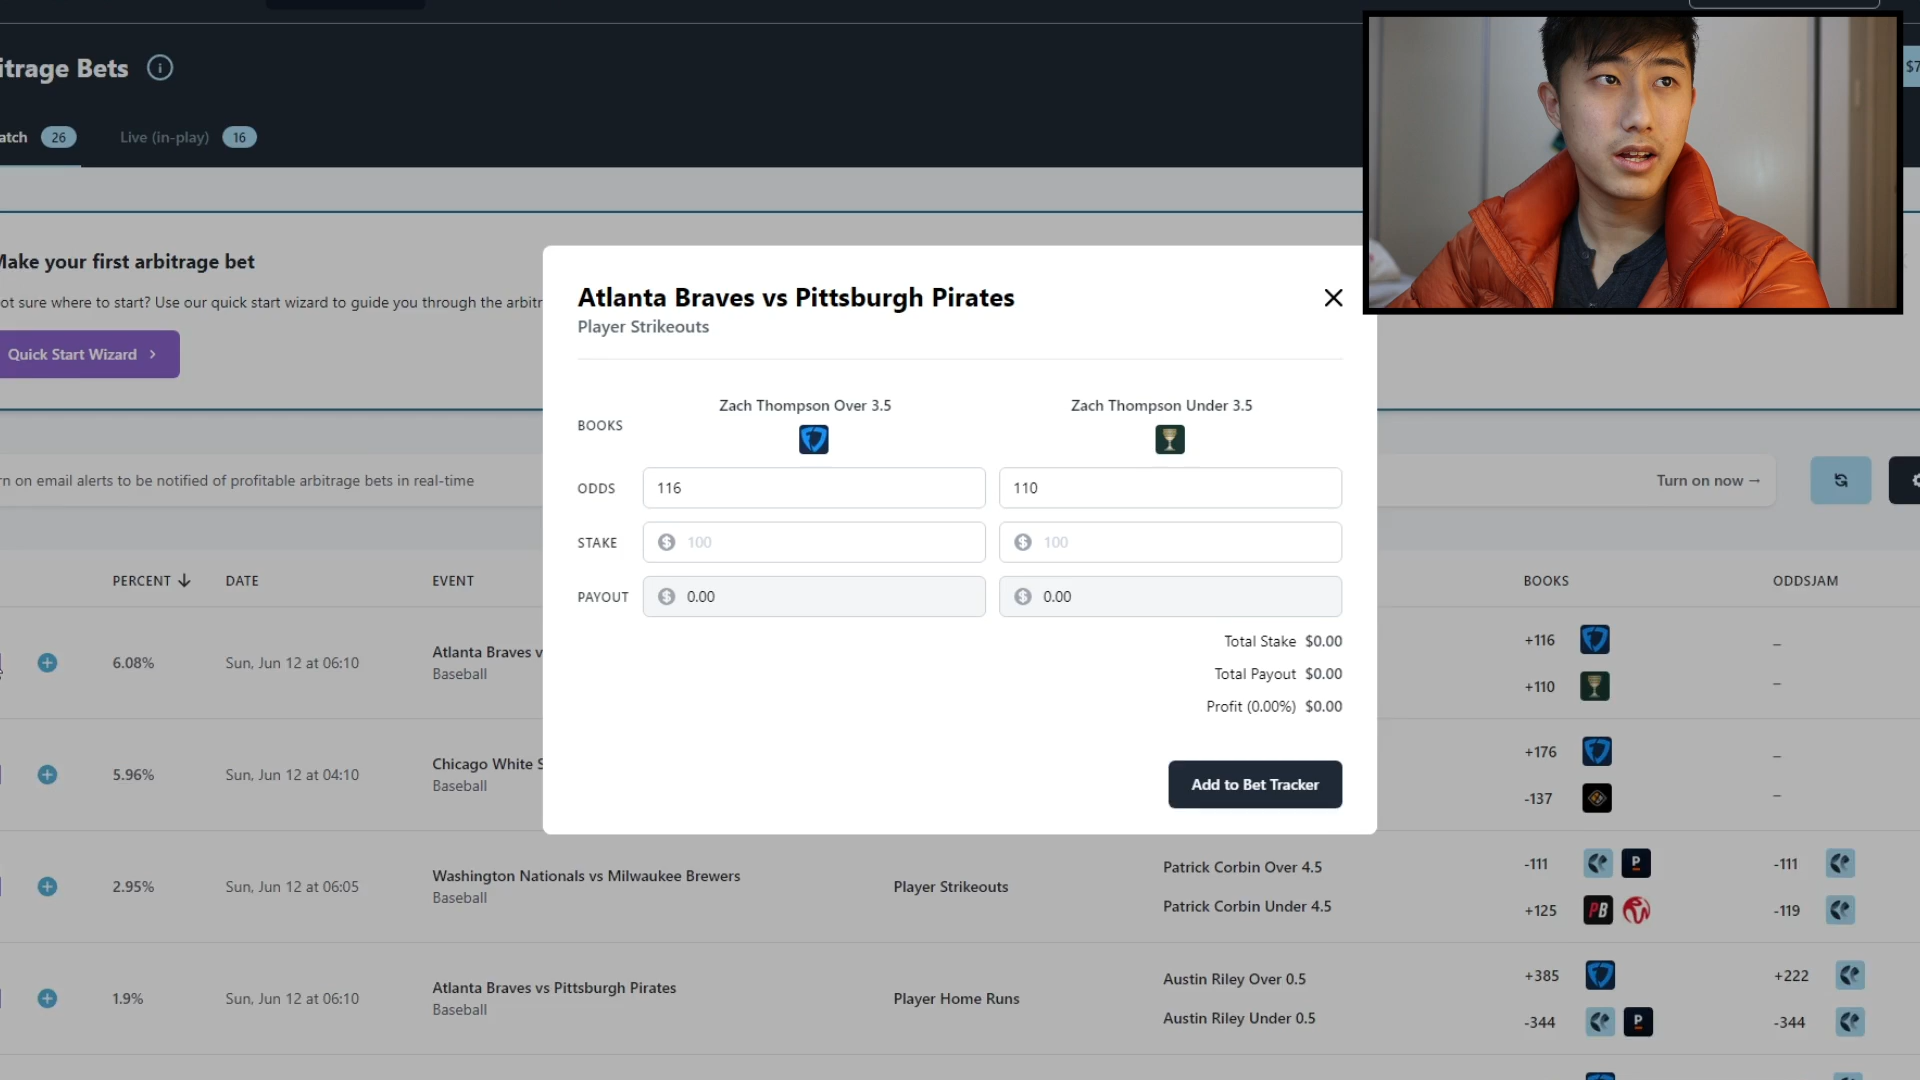 itrage Bets
$7
atch 26 Live (in-play) 16
Make your first arbitrage bet
ot sure where to start? Use our quick start wizard to guide you through the arbitr
Quick Start Wizard
Atlanta Braves vs Pittsburgh Pirates
Player Strikeouts
Zach Thompson Over 3.5 Zach Thompson Under 3.5
BOOKS
ODDS 116 110
STAKE $ 100 $ 100
PAYOUT $ 0.00 $ 0.00
Total Stake $0.00
Total Payout $0.00
Profit (0.00%) $0.00
Add to Bet Tracker
rn on email alerts to be notified of profitable arbitrage bets in real-time Turn on now →
PERCENT ↓ DATE EVENT BOOKS ODDSJAM
6.08% Sun, Jun 12 at 06:10 Atlanta Braves v
Baseball
+116 –
+110 –
5.96% Sun, Jun 12 at 04:10 Chicago White S
Baseball
+176 –
-137 –
2.95% Sun, Jun 12 at 06:05 Washington Nationals vs Milwaukee Brewers
Baseball
Player Strikeouts
Patrick Corbin Over 4.5 -111 P -111
Patrick Corbin Under 4.5 +125 PB -119
1.9% Sun, Jun 12 at 06:10 Atlanta Braves vs Pittsburgh Pirates
Baseball
Player Home Runs
Austin Riley Over 0.5 +385 +222
Austin Riley Under 0.5 -344 P -344